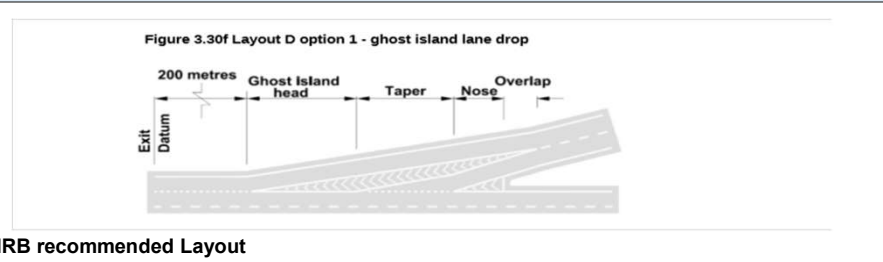 Figure 3.30f Layout D option 1 - ghost island lane drop
200 metres
Ghost Island
head
Taper
Nose
Overlap
Exit
Datum
RB recommended Layout